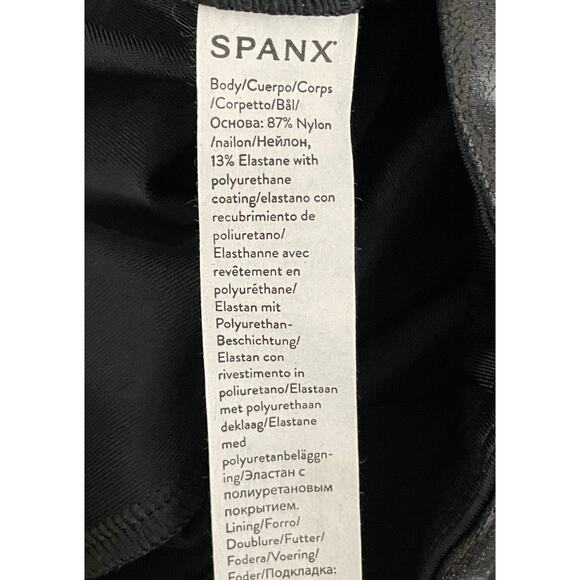 SPANX®
Body/Cuerpo/Corps
/Corpetto/Bål/
Основа: 87% Nylon
/nailon/Нейлон,
13% Elastane with
polyurethane
coating/elastano con
recubrimiento de
poliuretano/
Elasthanne avec
revêtement en
polyuréthane/
Elastan mit
Polyurethan-
Beschichtung/
Elastan con
rivestimento in
poliuretano/Elastaan
met polyurethaan
deklaag/Elastane
med
polyuretanbeläggn-
ing/Эластан с
полиуретановым
покрытием.
Lining/Forro/
Doublure/Futter/
Fodera/Voering/
Foder/Подкладка: